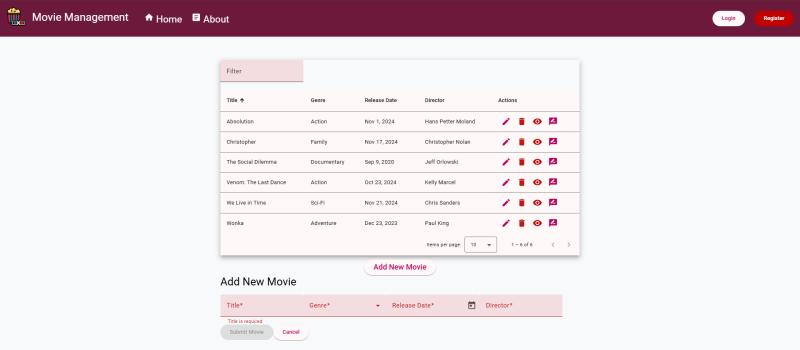 Movie Management Home About Login Register
Filter
Title Genre Release Date Director Actions
Absolution Action Nov 1, 2024 Hans Petter Moland
Christopher Family Nov 17, 2024 Christopher Nolan
The Social Dilemma Documentary Sep 9, 2020 Jeff Orlowski
Venom: The Last Dance Action Oct 23, 2024 Kelly Marcel
We Live in Time Sci-Fi Nov 21, 2024 Chris Sanders
Wonka Adventure Dec 23, 2023 Paul King
Items per page: 10 1 – 6 of 6
Add New Movie
Add New Movie
Title* Genre* Release Date* Director*
Title is required
Submit Movie Cancel